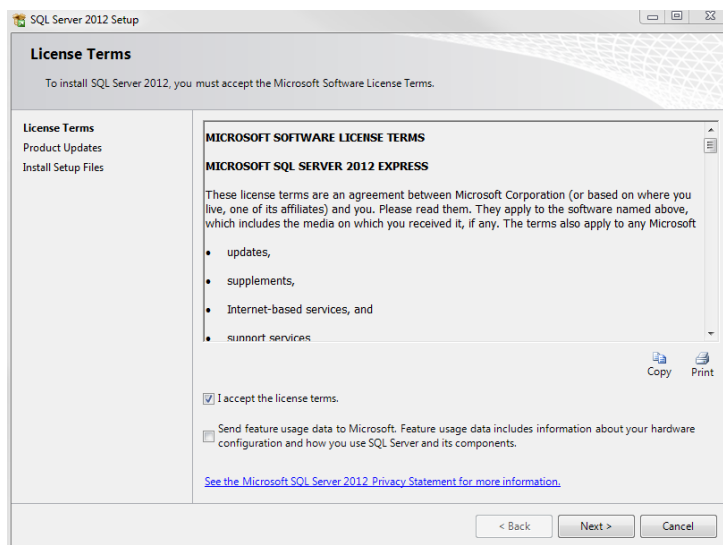 SQL Server 2012 Setup
License Terms
To install SQL Server 2012, you must accept the Microsoft Software License Terms.
License Terms
Product Updates
Install Setup Files
MICROSOFT SOFTWARE LICENSE TERMS
MICROSOFT SQL SERVER 2012 EXPRESS
These license terms are an agreement between Microsoft Corporation (or based on where you
live, one of its affiliates) and you. Please read them. They apply to the software named above,
which includes the media on which you received it, if any. The terms also apply to any Microsoft
• updates,
• supplements,
• Internet-based services, and
• support services
Copy Print
I accept the license terms.
Send feature usage data to Microsoft. Feature usage data includes information about your hardware
configuration and how you use SQL Server and its components.
See the Microsoft SQL Server 2012 Privacy Statement for more information.
< Back Next > Cancel